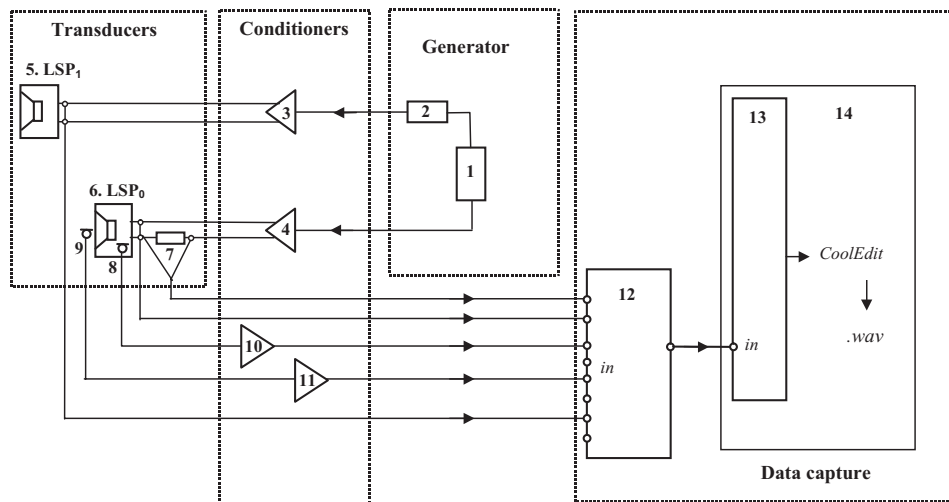 Transducers
Conditioners
Generator
5. LSP₁
3
2
13
14
1
6. LSP₀
4
9
8
7
CoolEdit
12
10
in
in
.wav
11
Data capture